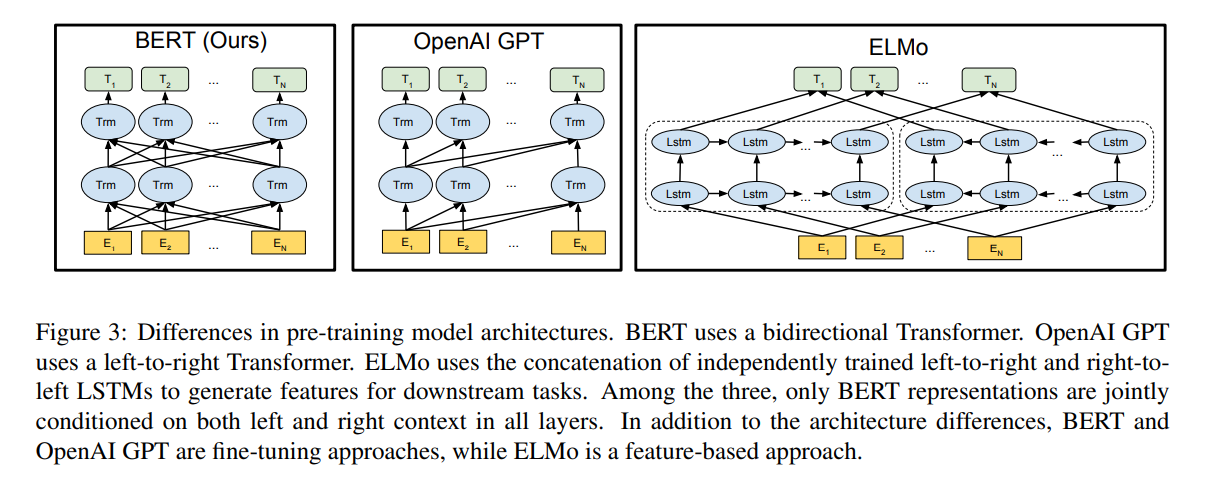 BERT (Ours)
T1 T2 ... TN
Trm Trm ... Trm
Trm Trm ... Trm
E1 E2 ... EN
OpenAI GPT
T1 T2 ... TN
Trm Trm ... Trm
Trm Trm ... Trm
E1 E2 ... EN
ELMo
T1 T2 ... TN
Lstm Lstm ... Lstm Lstm Lstm ... Lstm
Lstm Lstm ... Lstm Lstm Lstm ... Lstm
E1 E2 ... EN
Figure 3: Differences in pre-training model architectures. BERT uses a bidirectional Transformer. OpenAI GPT
uses a left-to-right Transformer. ELMo uses the concatenation of independently trained left-to-right and right-to-
left LSTMs to generate features for downstream tasks. Among the three, only BERT representations are jointly
conditioned on both left and right context in all layers. In addition to the architecture differences, BERT and
OpenAI GPT are fine-tuning approaches, while ELMo is a feature-based approach.